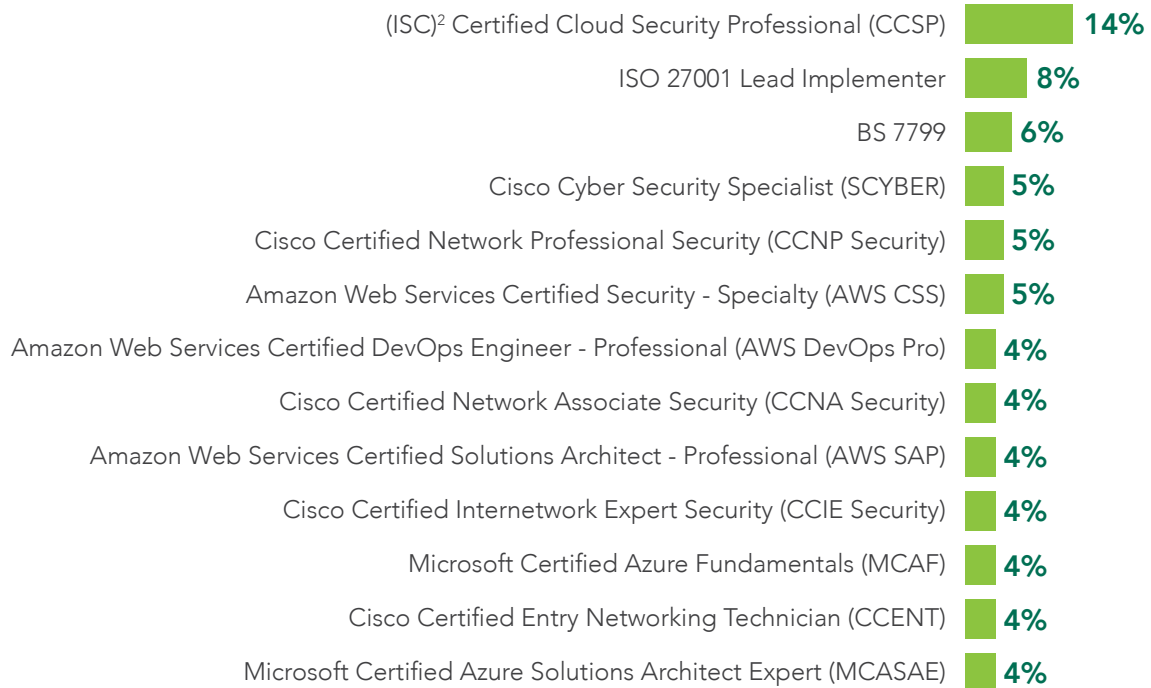 (ISC)² Certified Cloud Security Professional (CCSP) 14%
ISO 27001 Lead Implementer 8%
BS 7799 6%
Cisco Cyber Security Specialist (SCYBER) 5%
Cisco Certified Network Professional Security (CCNP Security) 5%
Amazon Web Services Certified Security - Specialty (AWS CSS) 5%
Amazon Web Services Certified DevOps Engineer - Professional (AWS DevOps Pro) 4%
Cisco Certified Network Associate Security (CCNA Security) 4%
Amazon Web Services Certified Solutions Architect - Professional (AWS SAP) 4%
Cisco Certified Internetwork Expert Security (CCIE Security) 4%
Microsoft Certified Azure Fundamentals (MCAF) 4%
Cisco Certified Entry Networking Technician (CCENT) 4%
Microsoft Certified Azure Solutions Architect Expert (MCASAE) 4%